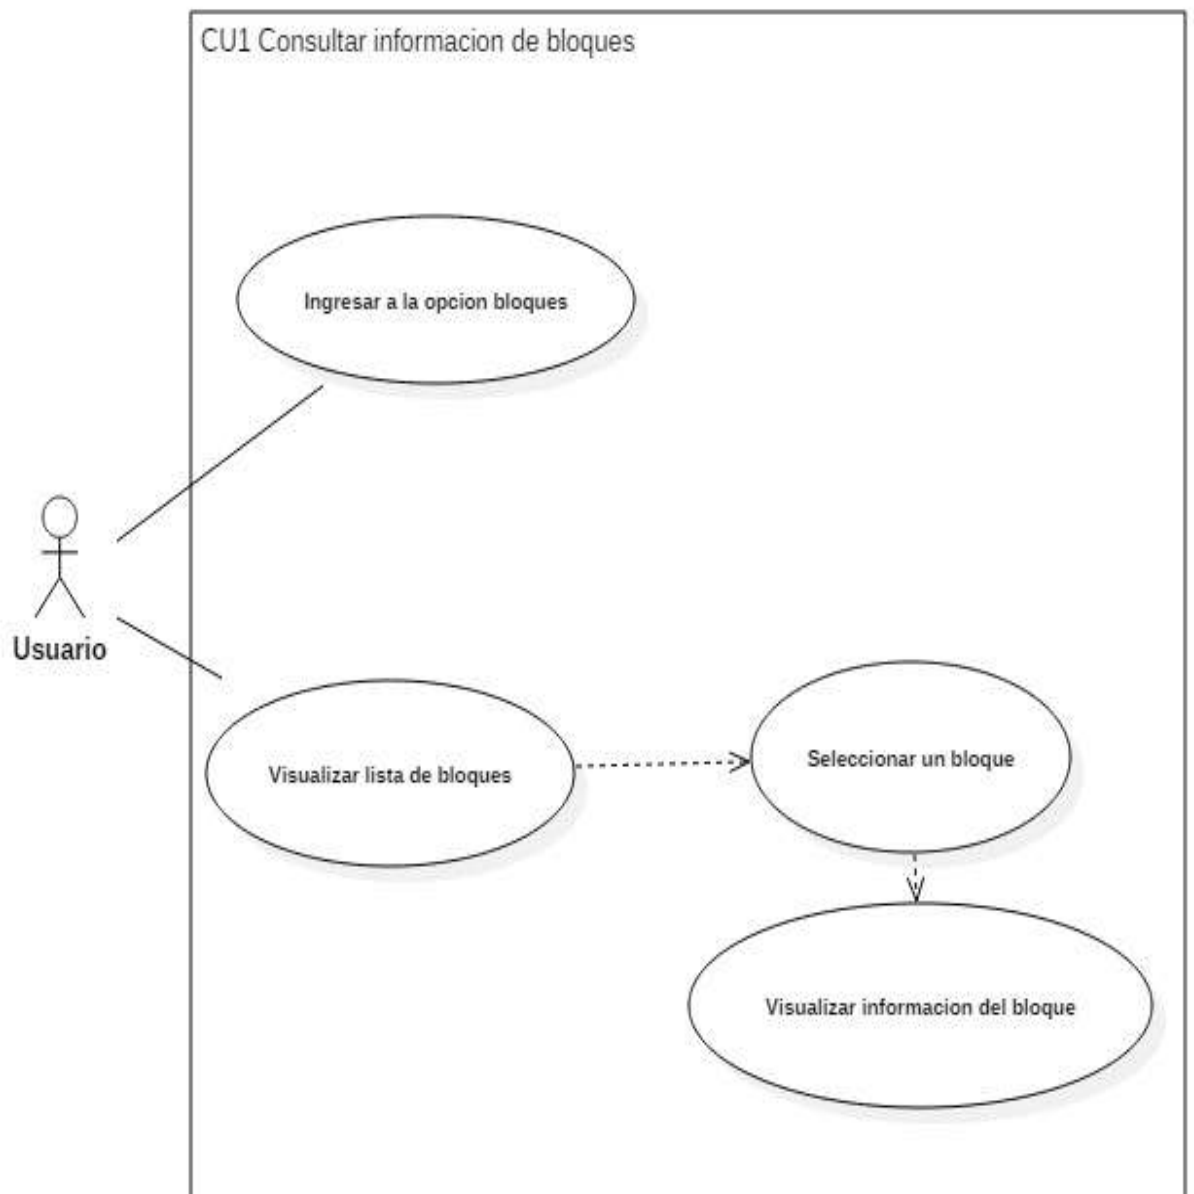 CU1 Consultar informacion de bloques
Ingresar a la opcion bloques
Usuario
Visualizar lista de bloques
Seleccionar un bloque
Visualizar informacion del bloque